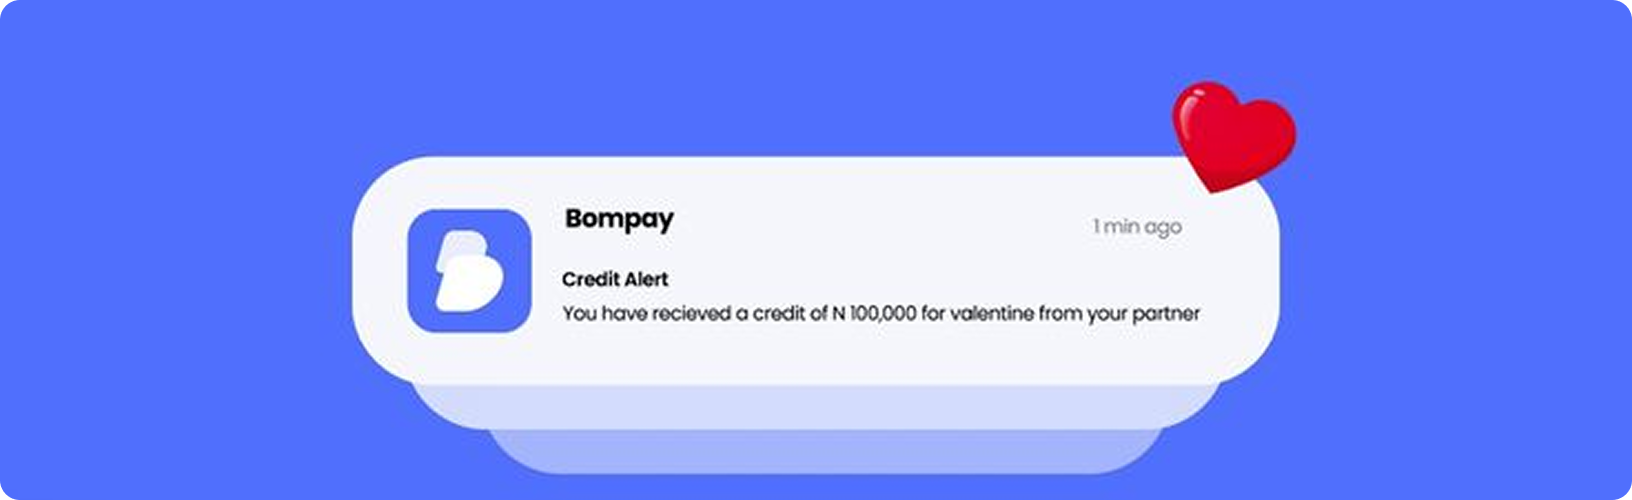 Bompay
1 min ago
Credit Alert
You have recieved a credit of N 100,000 for valentine from your partner